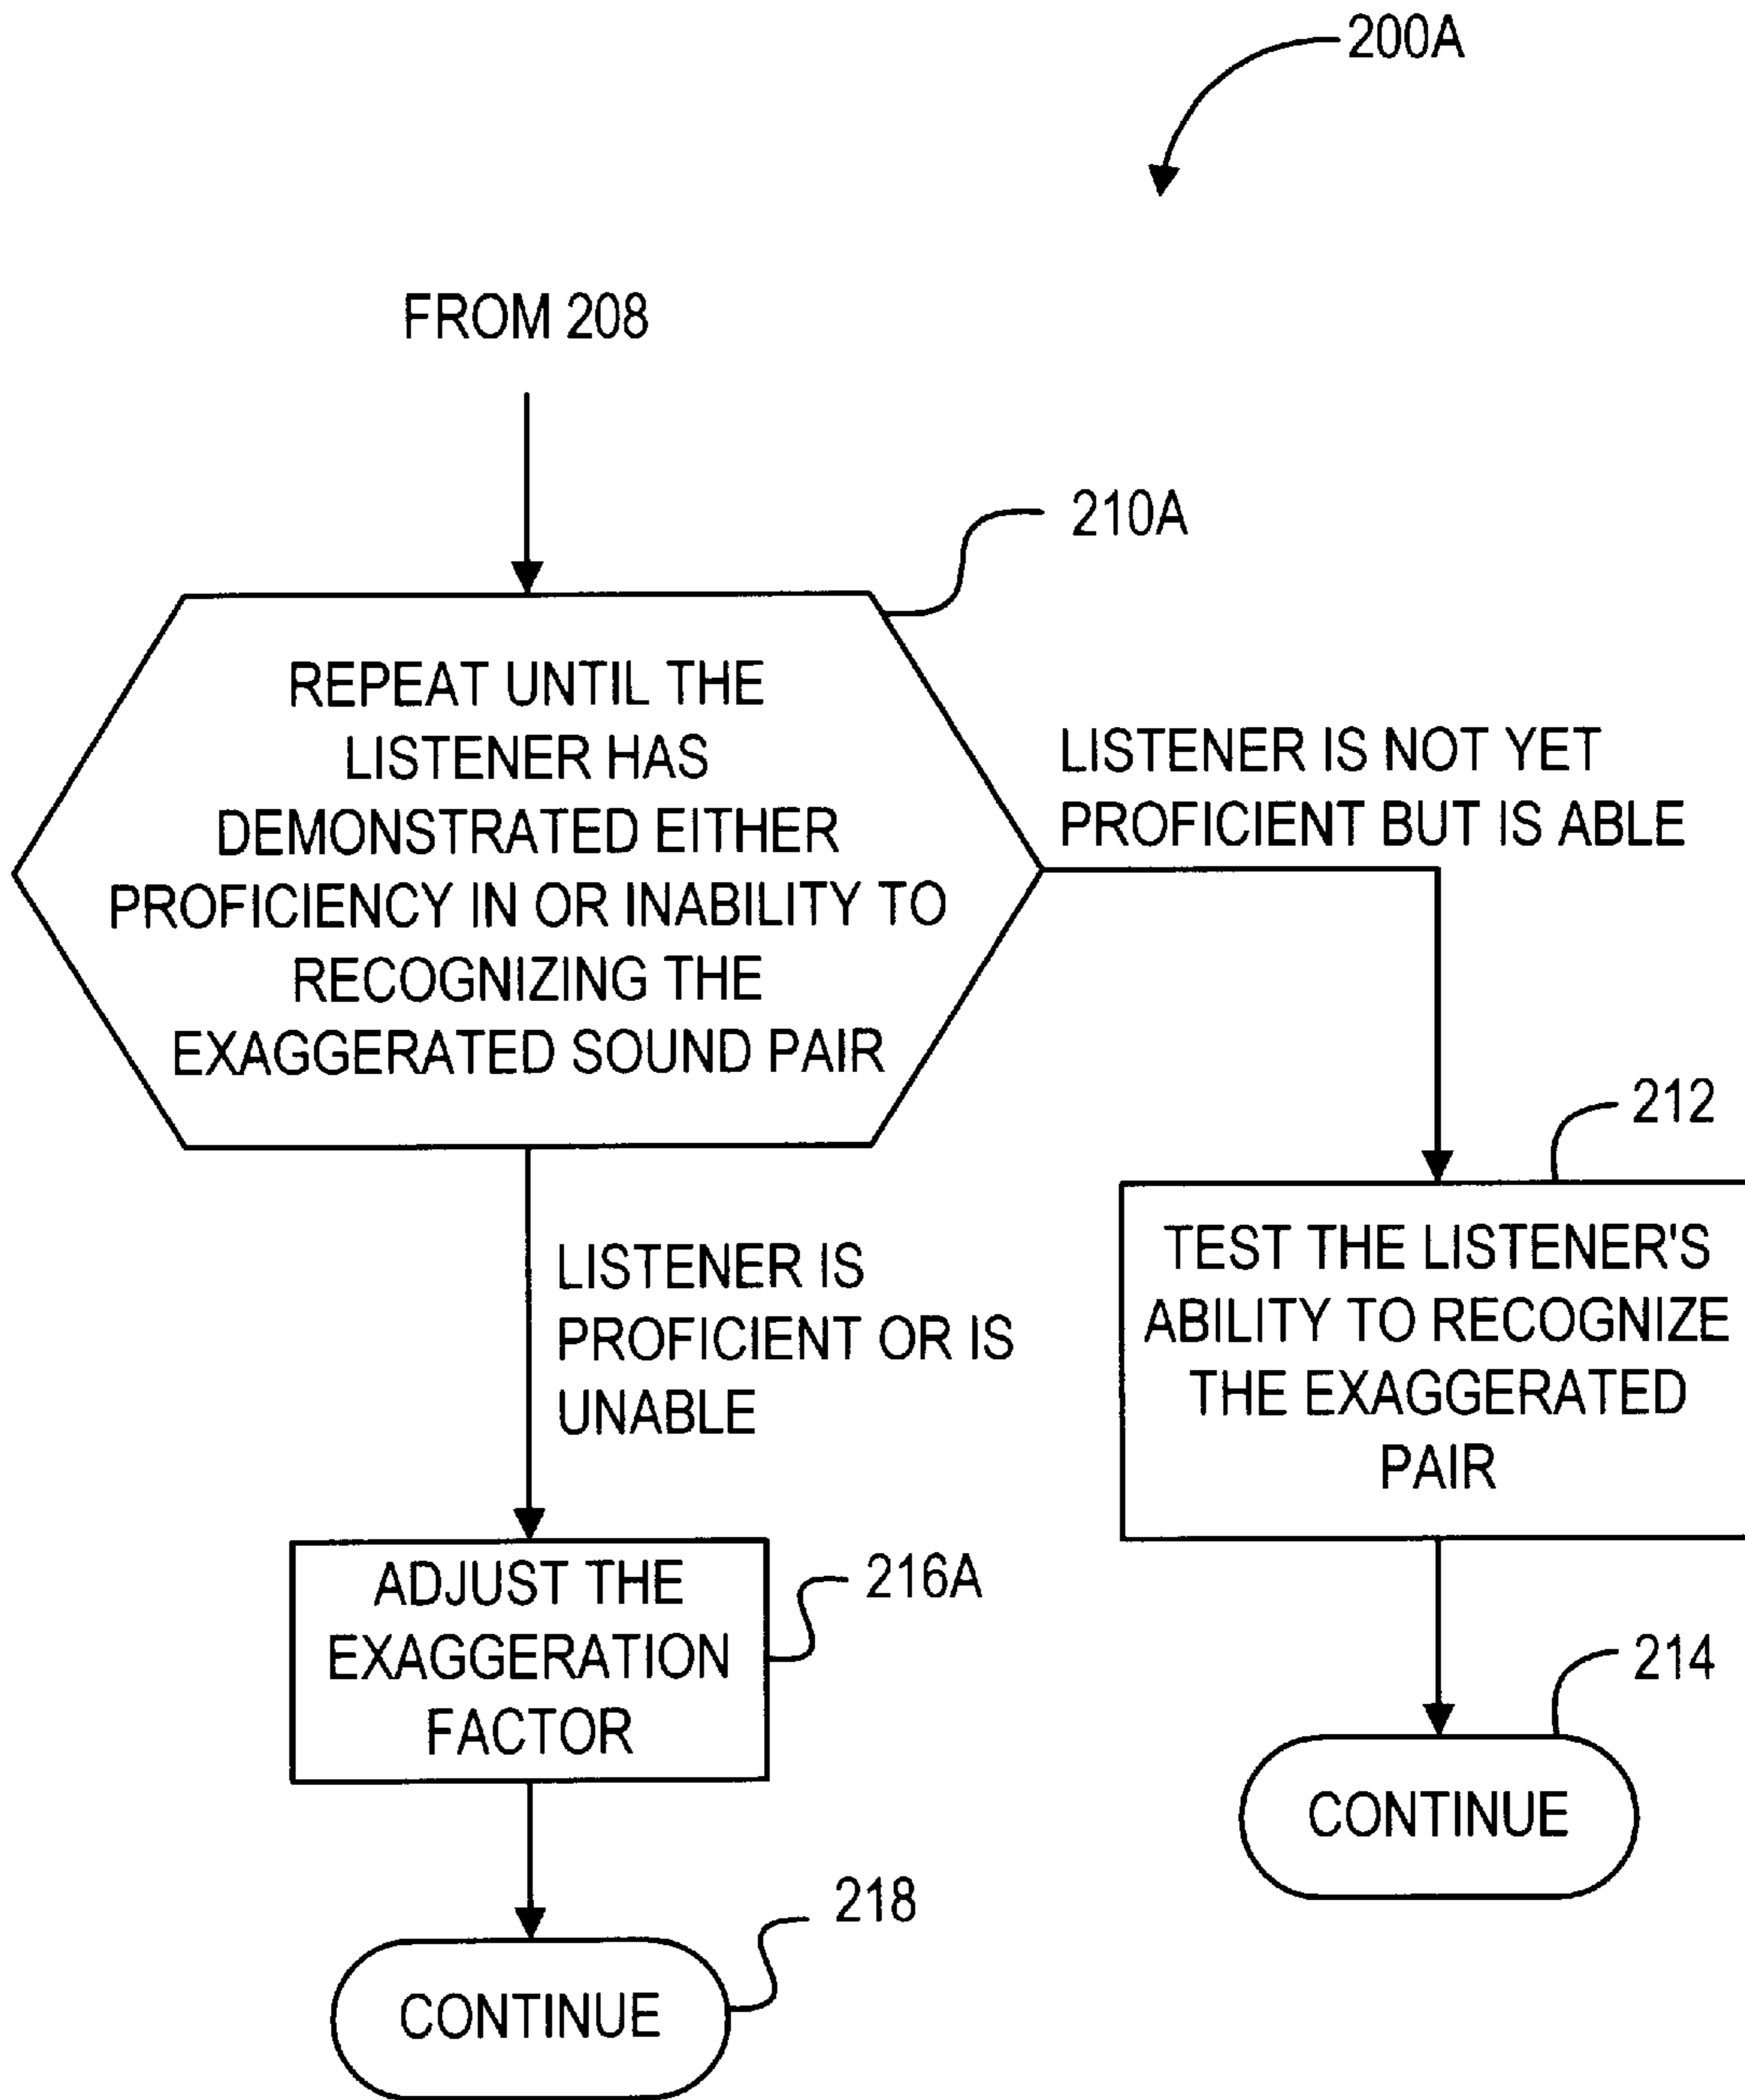 200A
FROM 208
210A
REPEAT UNTIL THE
LISTENER HAS
DEMONSTRATED EITHER
PROFICIENCY IN OR INABILITY TO
RECOGNIZING THE
EXAGGERATED SOUND PAIR
LISTENER IS NOT YET
PROFICIENT BUT IS ABLE
212
TEST THE LISTENER'S
ABILITY TO RECOGNIZE
THE EXAGGERATED
PAIR
LISTENER IS
PROFICIENT OR IS
UNABLE
216A
ADJUST THE
EXAGGERATION
FACTOR
214
CONTINUE
218
CONTINUE